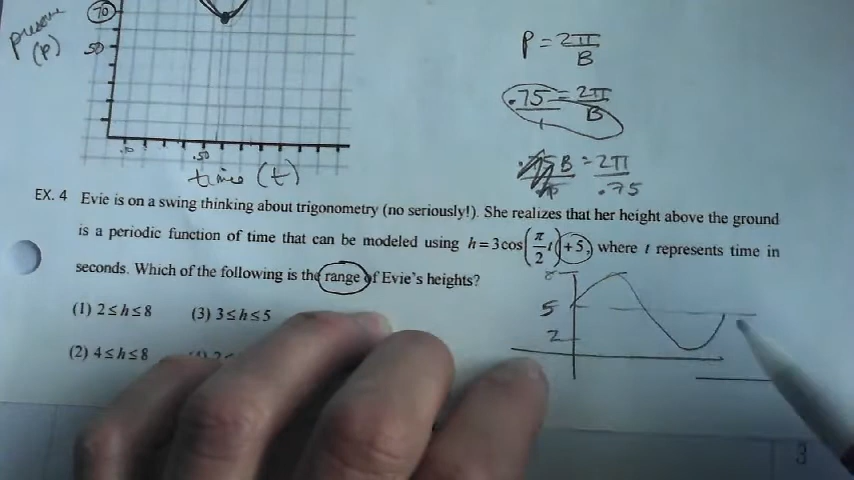 70
pressure
(p)
50
.50
time (t)
P = 2π
B
.75 = 2π
1 B
.75B = 2π
.75
EX. 4 Evie is on a swing thinking about trigonometry (no seriously!). She realizes that her height above the ground
is a periodic function of time that can be modeled using h = 3cos(π/2 t) + 5, where t represents time in
seconds. Which of the following is the range of Evie's heights?
(1) 2 ≤ h ≤ 8 (3) 3 ≤ h ≤ 5
(2) 4 ≤ h ≤ 8
8
5
2
3